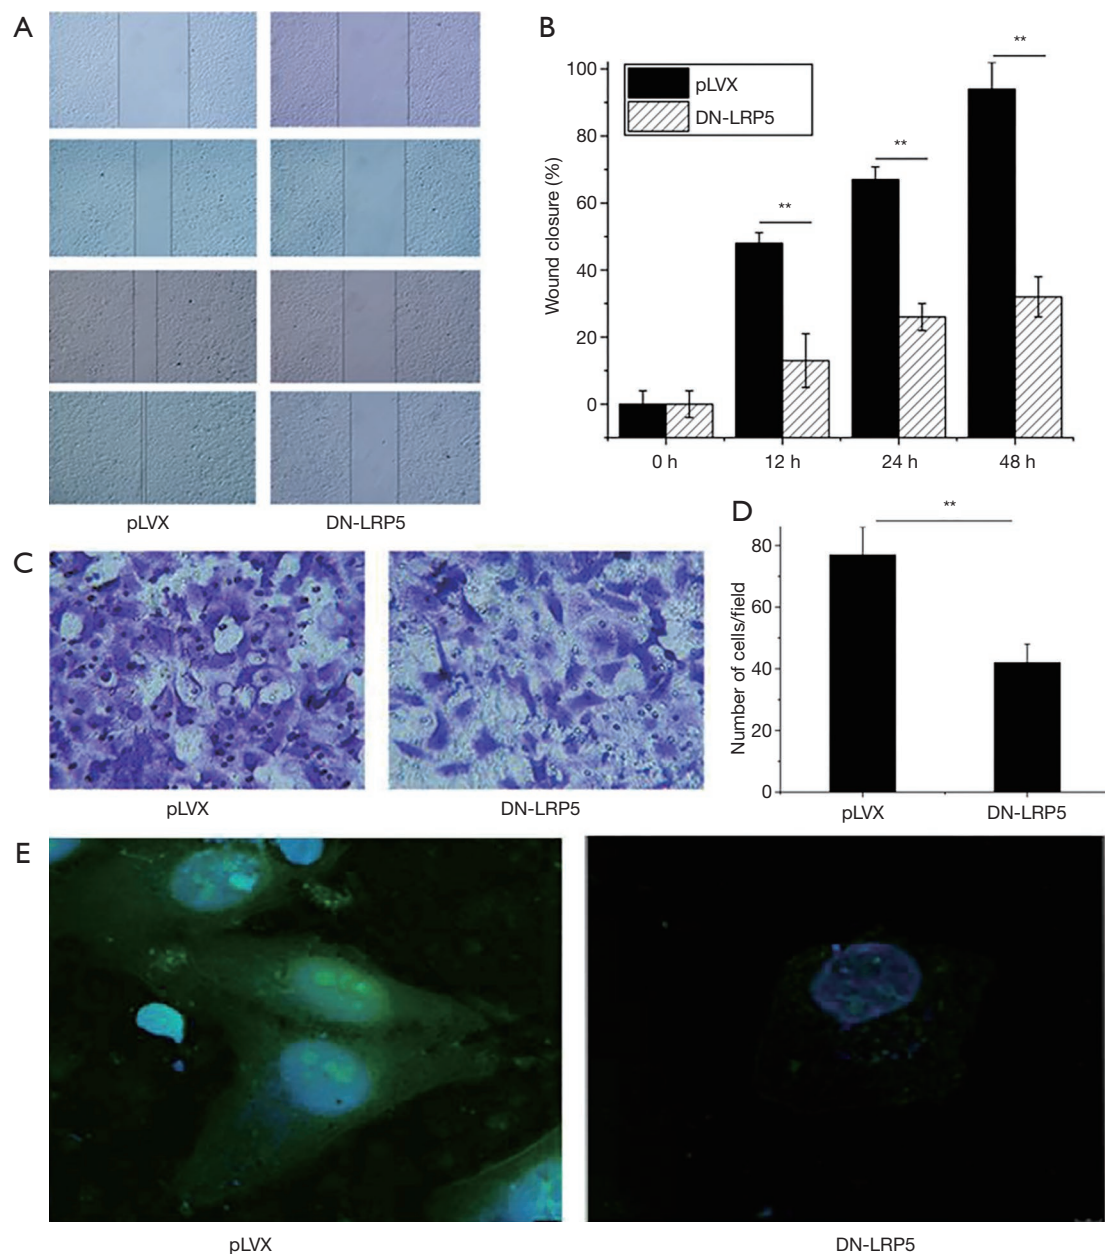 A
pLVX
DN-LRP5
B
**
**
**
pLVX
DN-LRP5
Wound closure (%)
100
80
60
40
20
0
0 h
12 h
24 h
48 h
C
pLVX
DN-LRP5
D
**
Number of cells/field
80
60
40
20
0
pLVX
DN-LRP5
E
pLVX
DN-LRP5